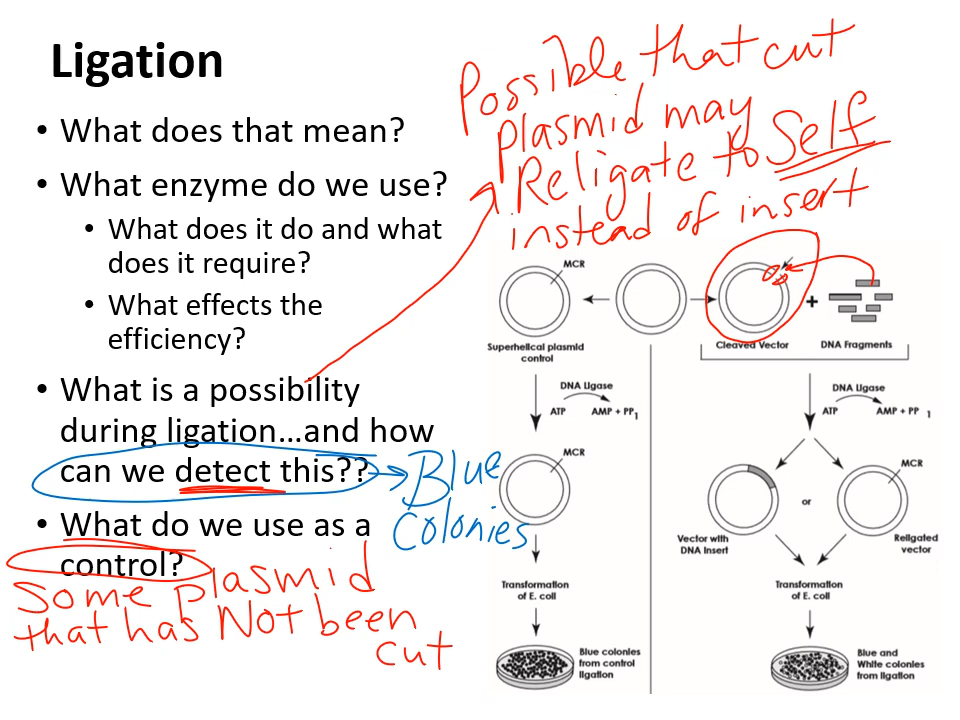 Ligation
• What does that mean?
• What enzyme do we use?
• What does it do and what
does it require?
• What effects the
efficiency?
• What is a possibility
during ligation...and how
can we detect this??
• What do we use as a
control?
Possible that cut
plasmid may
Religate to Self
instead of insert
Blue
Colonies
Some plasmid
that has Not been
cut
MCR
Superhelical plasmid
control
Cleaved Vector
+
DNA Fragments
DNA Ligase
ATP AMP + PP1
MCR
Transformation
of E. coli
Blue colonies
from control
ligation
DNA Ligase
ATP AMP + PP 1
Vector with
DNA Insert
or
MCR
Religated
vector
Transformation
of E. coli
Blue and
White colonies
from ligation